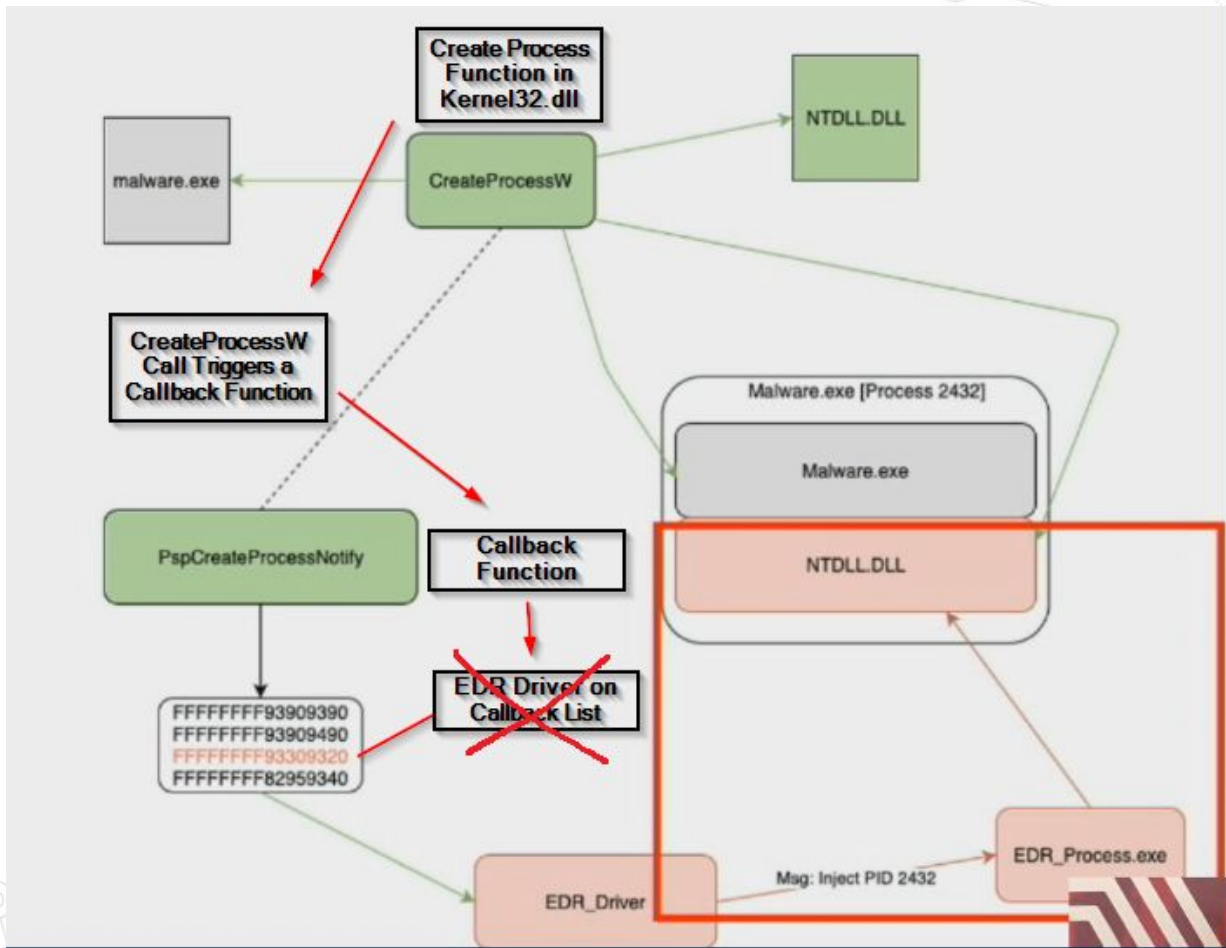 Create Process
Function in
Kernel32.dll
NTDLL.DLL
malware.exe
CreateProcessW
CreateProcessW
Call Triggers a
Callback Function
Malware.exe [Process 2432]
Malware.exe
PspCreateProcessNotify
Callback
Function
NTDLL.DLL
EDR Driver on
Callback List
FFFFFFFF93909390
FFFFFFFF93909490
FFFFFFFF93309320
FFFFFFFF82959340
EDR_Driver
Msg: Inject PID 2432
EDR_Process.exe